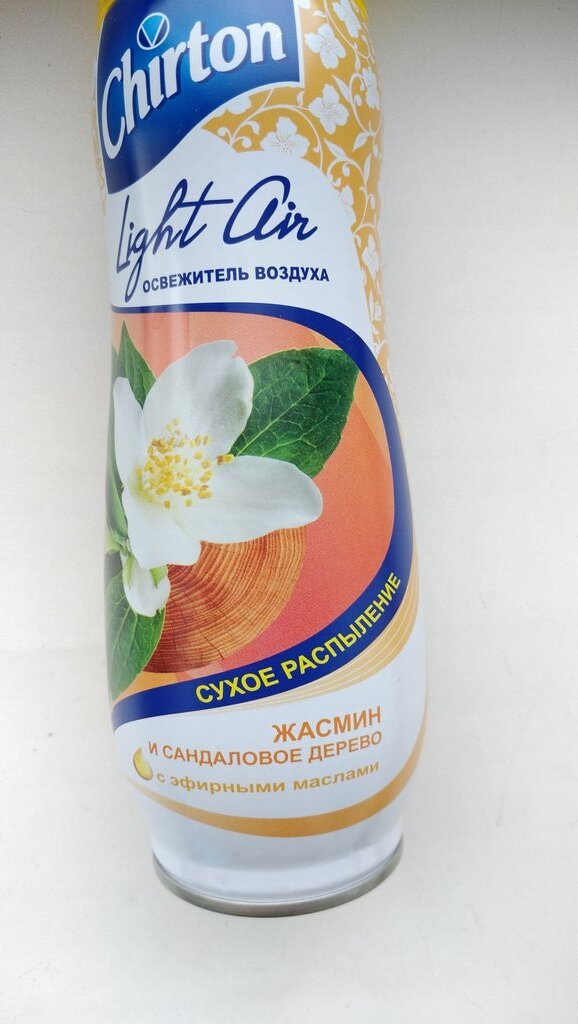 Chirton
Light Air
ОСВЕЖИТЕЛЬ ВОЗДУХА
СУХОЕ РАСПЫЛЕНИЕ
ЖАСМИН
И САНДАЛОВОЕ ДЕРЕВО
с эфирными маслами